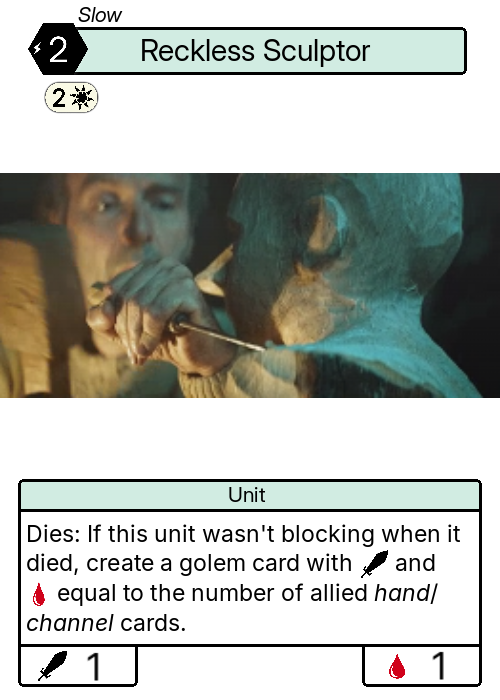 Slow
2 Reckless Sculptor
2
Unit
Dies: If this unit wasn't blocking when it
died, create a golem card with and
equal to the number of allied hand/
channel cards.
1 1